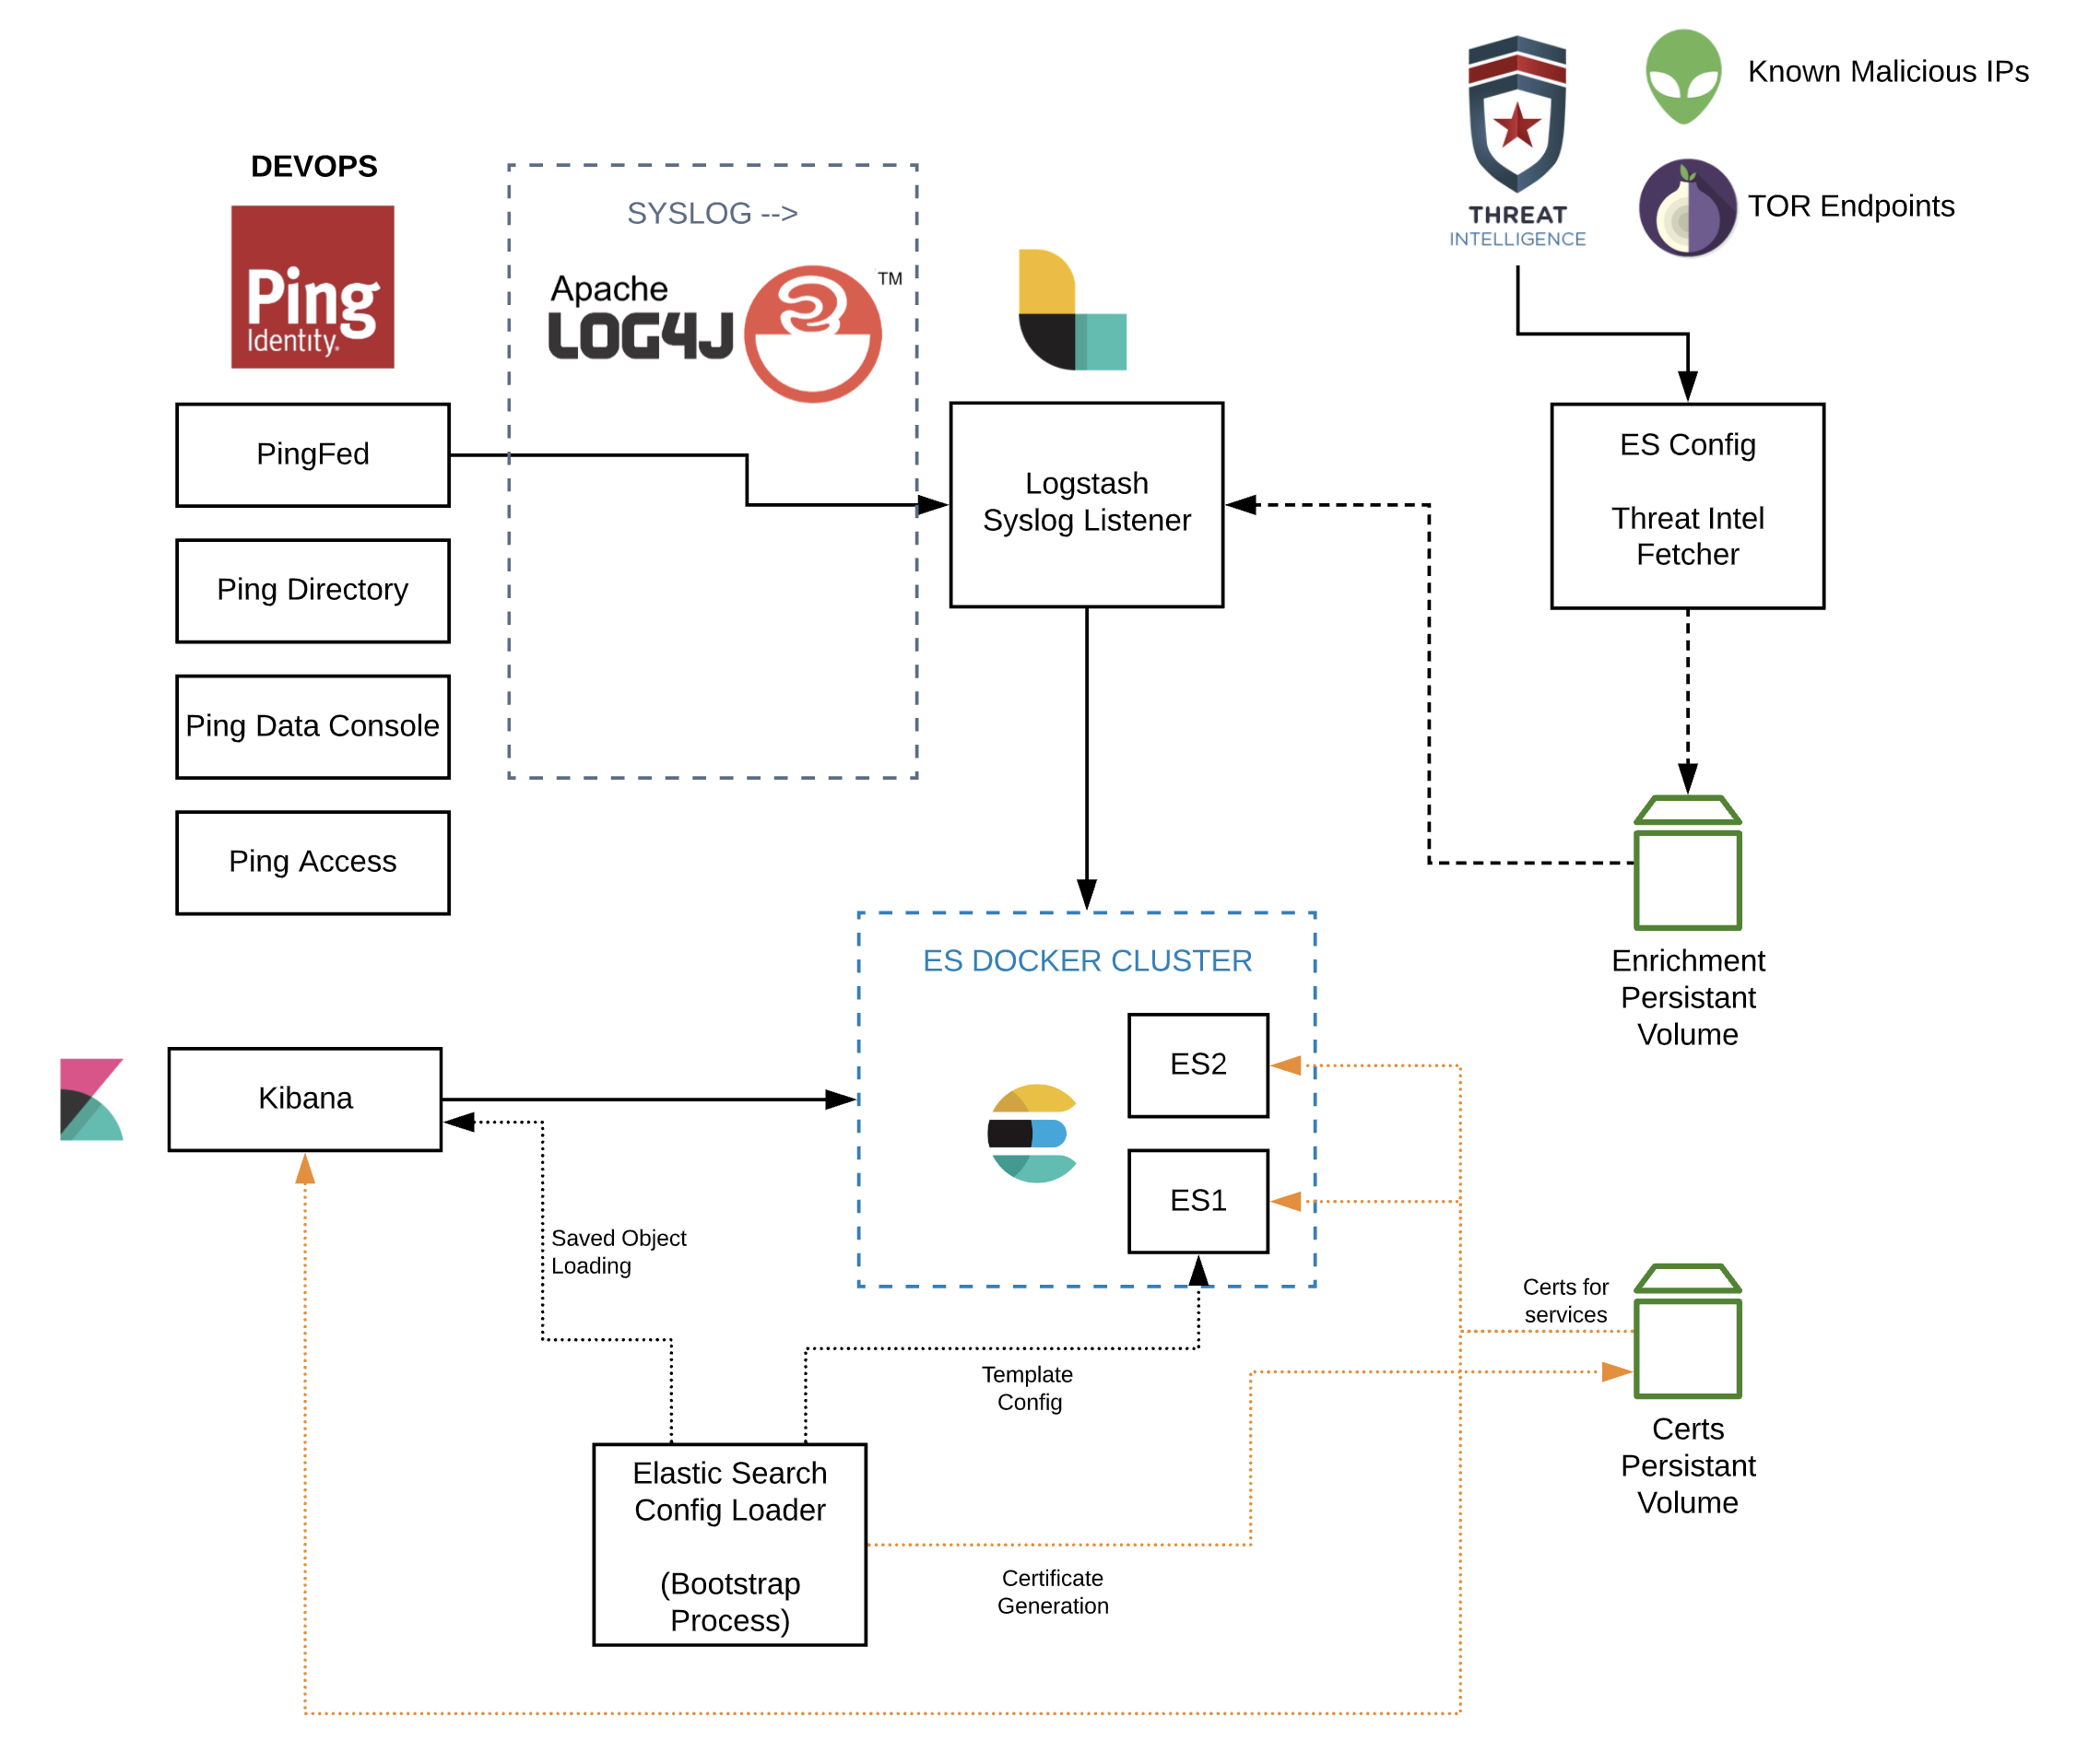 Known Malicious IPs
TOR Endpoints
THREAT
INTELLIGENCE
DEVOPS
Ping
Identity.
SYSLOG -->
Apache
LOG4J
TM
PingFed
Ping Directory
Ping Data Console
Ping Access
Logstash
Syslog Listener
ES Config
Threat Intel
Fetcher
Enrichment
Persistant
Volume
ES DOCKER CLUSTER
ES2
ES1
Kibana
Saved Object
Loading
Template
Config
Certs for
services
Certs
Persistant
Volume
Elastic Search
Config Loader
(Bootstrap
Process)
Certificate
Generation